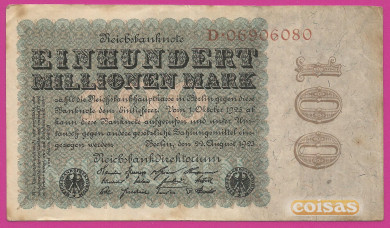 Reichsbanknote
D·06906080
EINHUNDERT
MILLIONEN MARK
zahlt die Reichsbankhauptkasse in Berlin gegen diese
Banknote dem Einlieferer. Vom 1. Oktober 1923 ab
kann diese Banknote aufgerufen und unter Um-
tausch gegen andere gesetzliche Zahlungsmittel ein-
gezogen werden. Berlin, den 22. August 1923
Reichsbankdirektorium
100
coisas